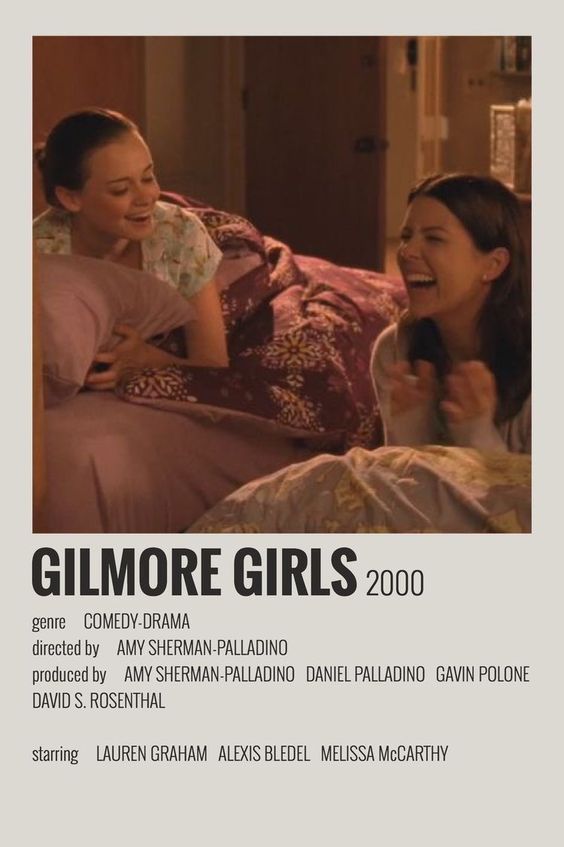 GILMORE GIRLS 2000
genre COMEDY-DRAMA
directed by AMY SHERMAN-PALLADINO
produced by AMY SHERMAN-PALLADINO DANIEL PALLADINO GAVIN POLONE
DAVID S. ROSENTHAL
starring LAUREN GRAHAM ALEXIS BLEDEL MELISSA McCARTHY